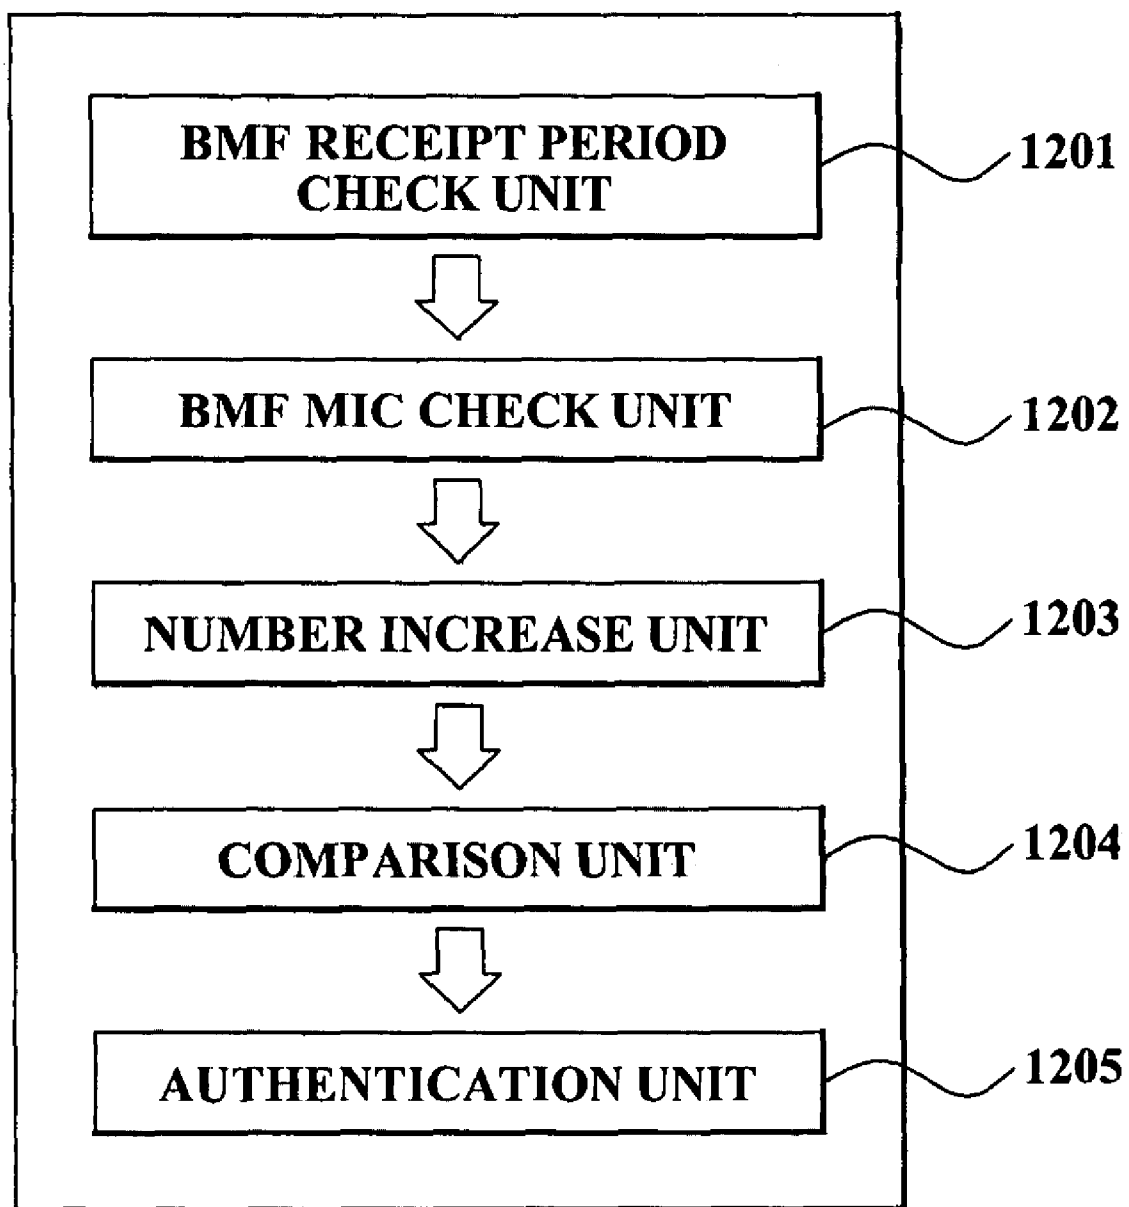 BMF RECEIPT PERIOD
CHECK UNIT
1201
BMF MIC CHECK UNIT
1202
NUMBER INCREASE UNIT
1203
COMPARISON UNIT
1204
AUTHENTICATION UNIT
1205